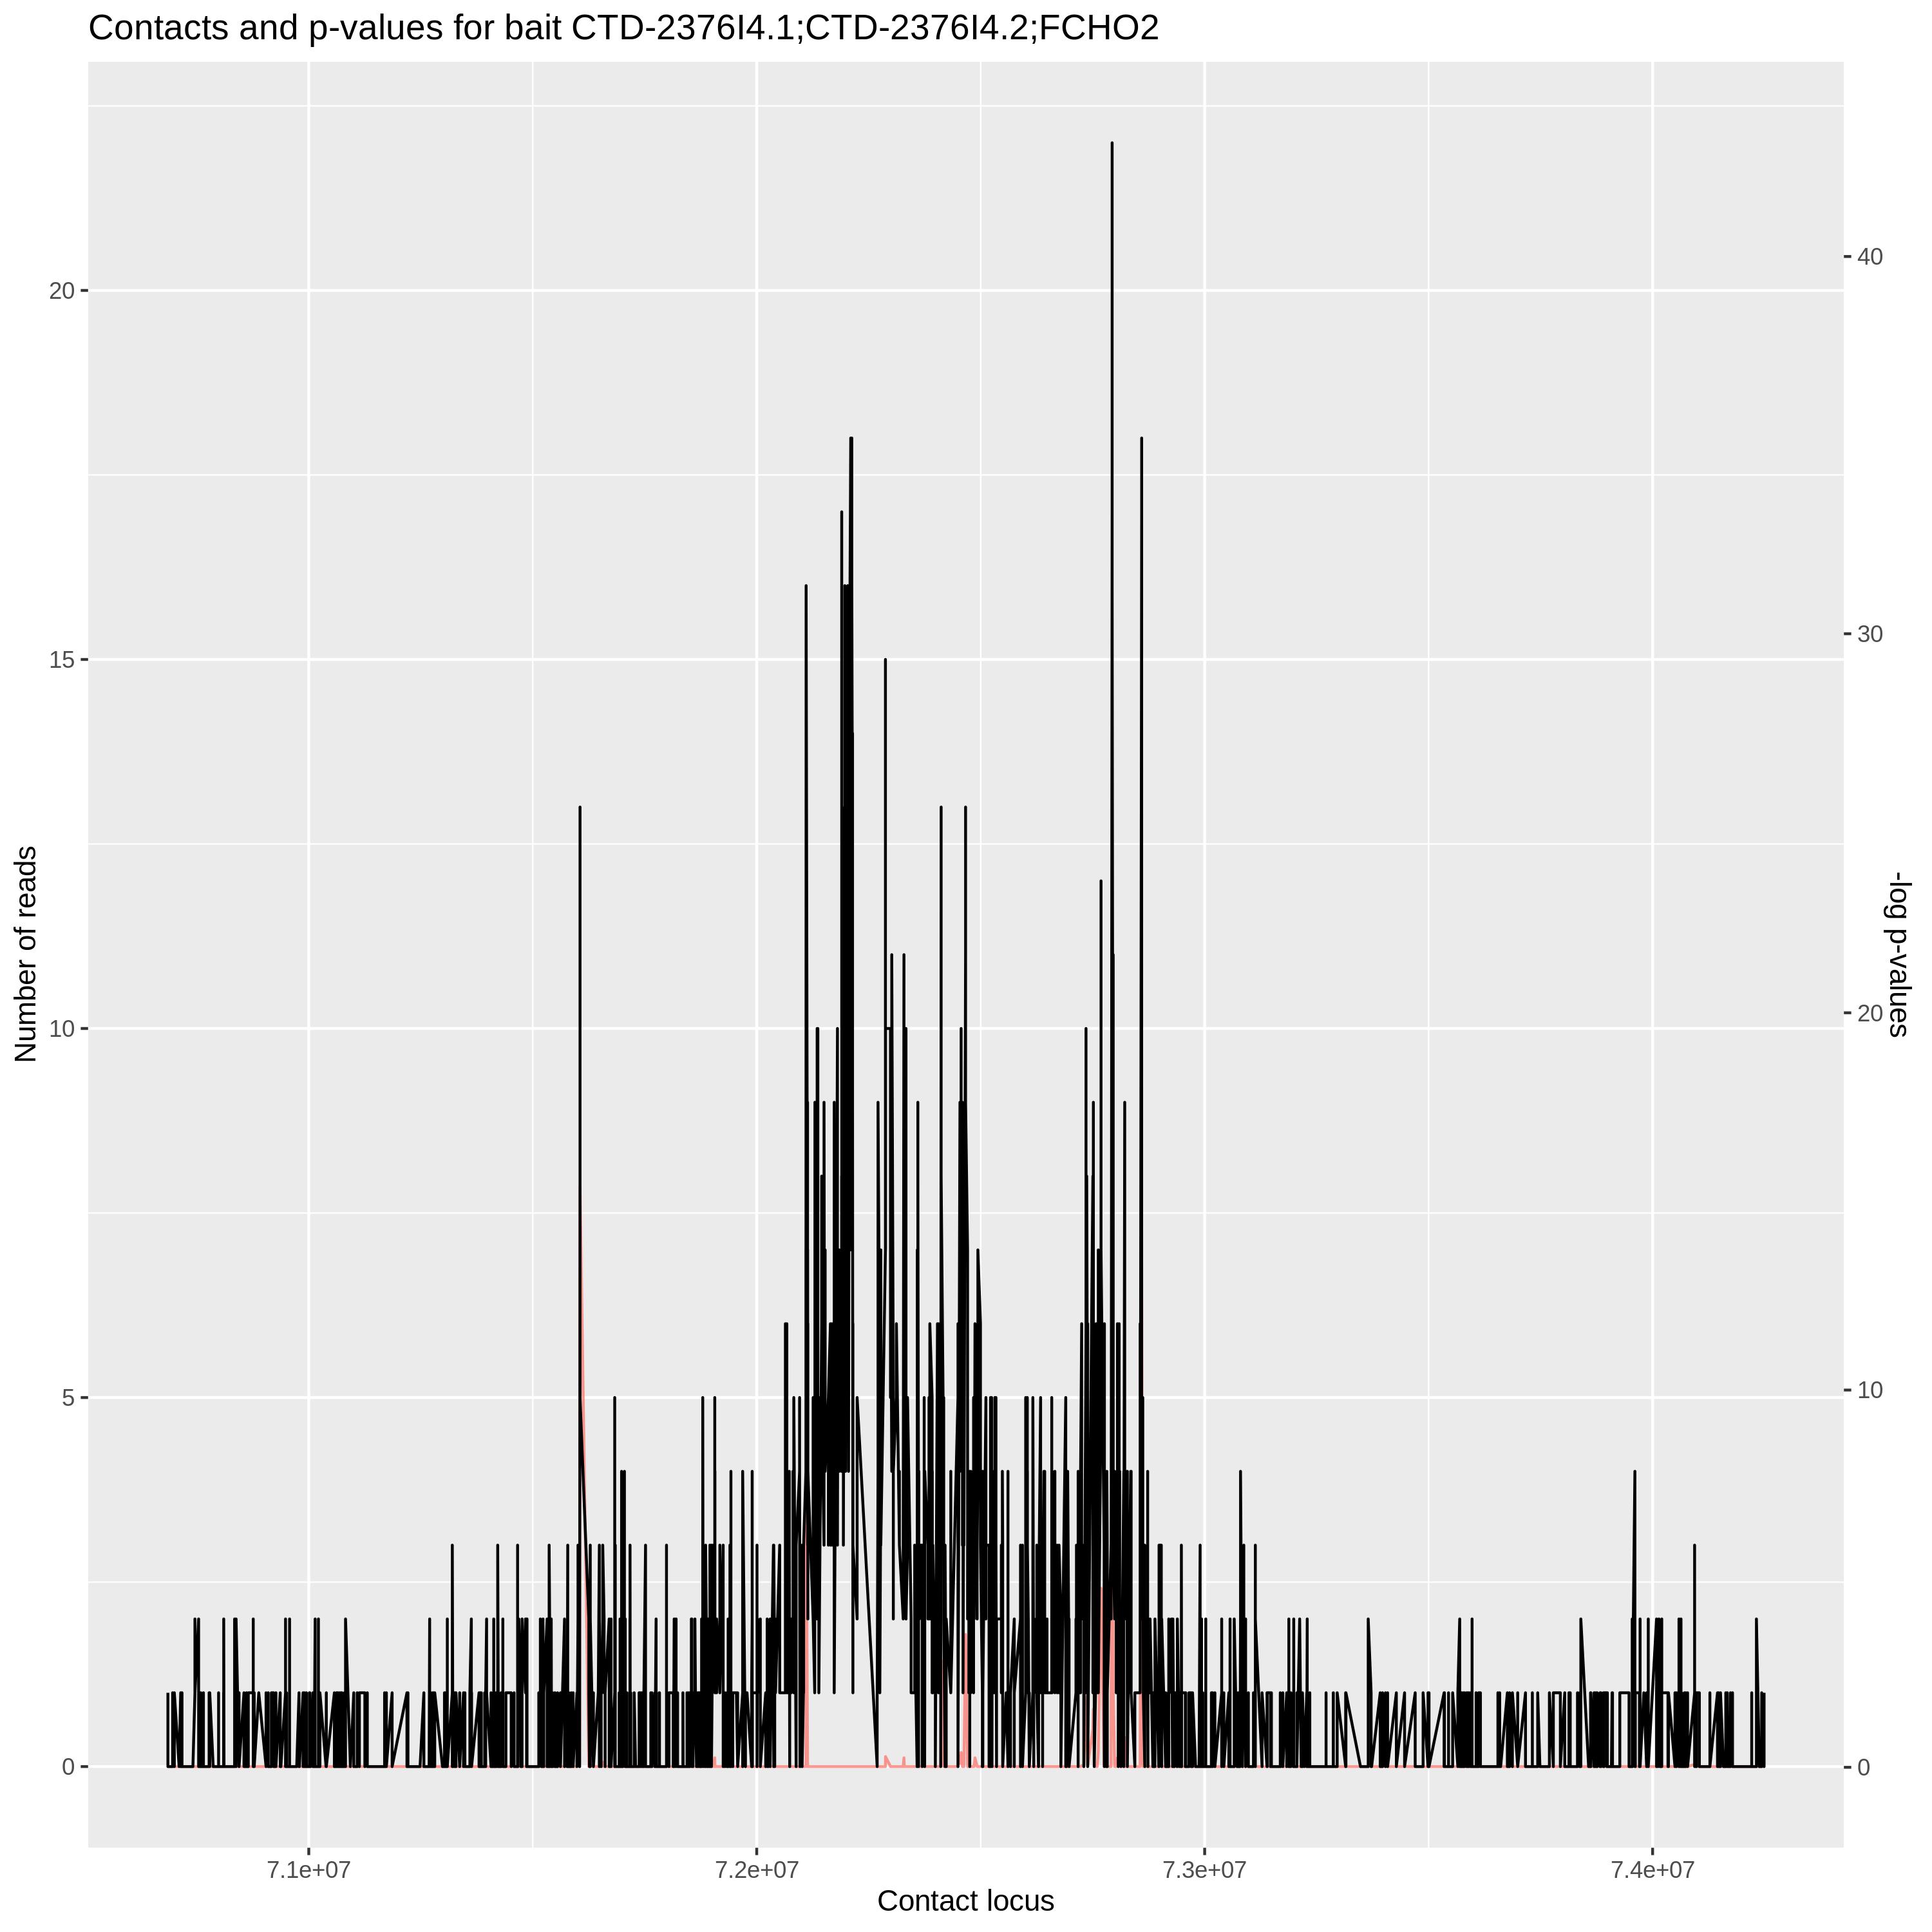 Contacts and p-values for bait CTD-2376I4.1;CTD-2376I4.2;FCHO2
Number of reads
20
15
10
5
0
40
30
20
10
0
-log p-values
7.1e+07 7.2e+07 7.3e+07 7.4e+07
Contact locus